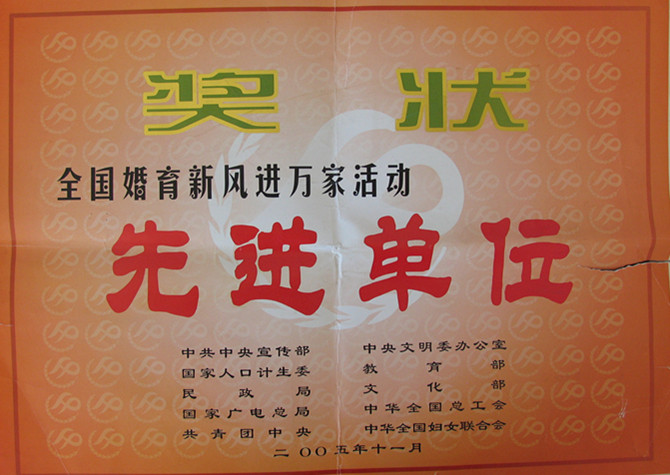 奖状
全国婚育新风进万家活动
先进单位
中共中央宣传部 中央文明委办公室
国家人口计生委 教育部
民政局 文化部
国家广电总局 中华全国总工会
共青团中央 中华全国妇女联合会
二〇〇五年十一月